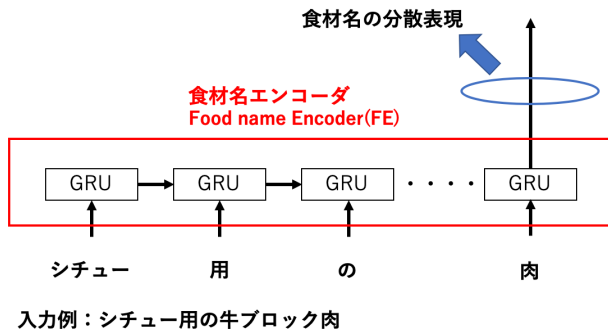 食材名の分散表現
食材名エンコーダ
Food name Encoder(FE)
GRU GRU GRU ・・・・ GRU
シチュー 用 の 肉
入力例：シチュー用の牛ブロック肉